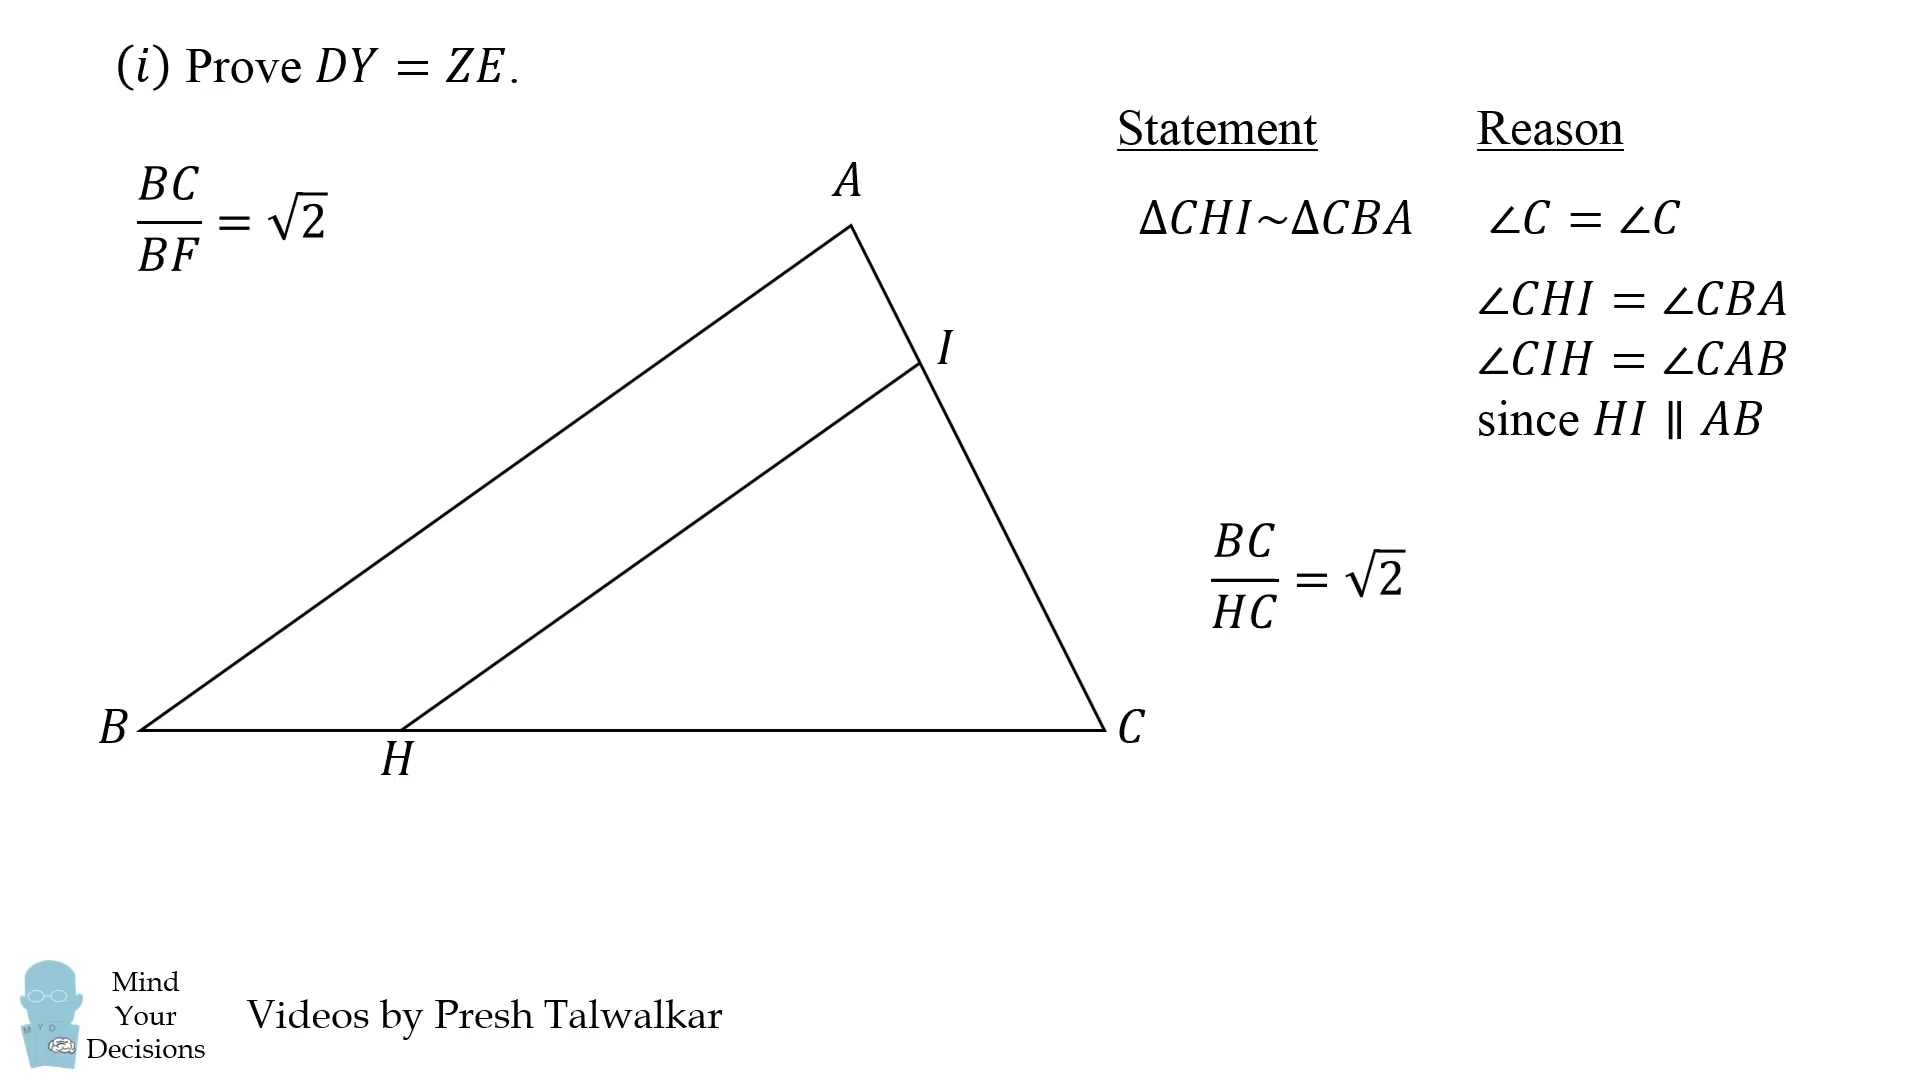 (i) Prove DY = ZE.
Statement Reason
BC/BF = √2
A
ΔCHI~ΔCBA ∠C = ∠C
∠CHI = ∠CBA
I
∠CIH = ∠CAB
since HI ∥ AB
BC/HC = √2
B
C
H
Mind
Your
Decisions
M Y D
Videos by Presh Talwalkar